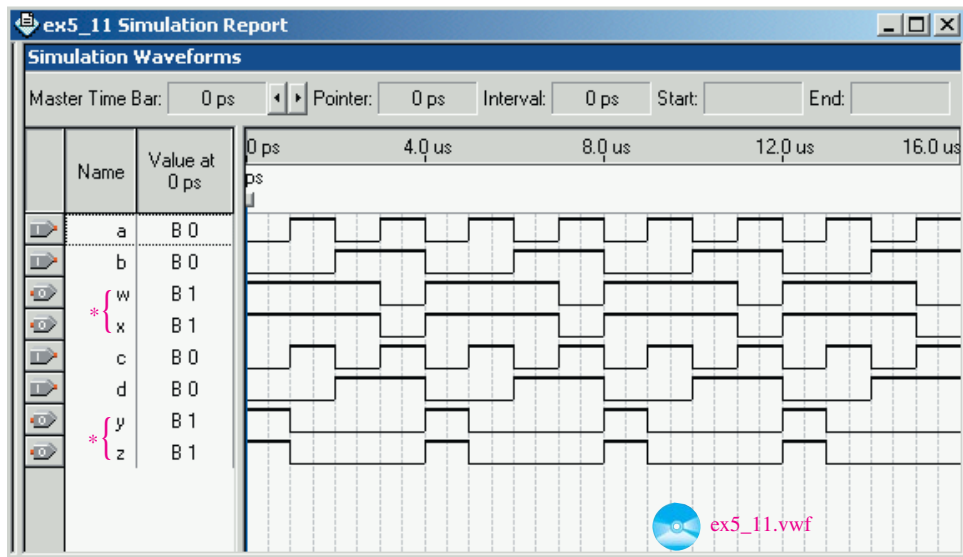 ex5_11 Simulation Report
Simulation Waveforms
Master Time Bar: 0 ps Pointer: 0 ps Interval: 0 ps Start: End:
Name Value at 0 ps 0 ps 4.0 us 8.0 us 12.0 us 16.0 us
ps
a B 0
b B 0
* { w B 1
x B 1
c B 0
d B 0
* { y B 1
z B 1
ex5_11.vwf